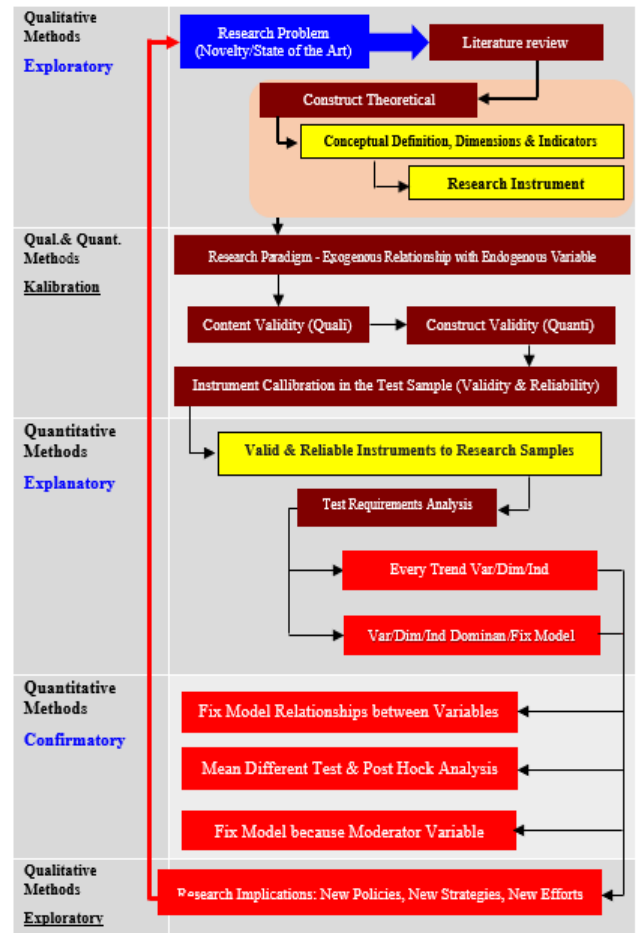 Qualitative
Methods
Exploratory
Research Problem
(Novelty/State of the Art)
Literature review
Construct Theoretical
Conceptual Definition, Dimensions & Indicators
Research Instrument
Qual.& Quant.
Methods
Kalibration
Research Paradigm - Exogenous Relationship with Endogenous Variable
Content Validity (Quali)
Construct Validity (Quanti)
Instrument Callibration in the Test Sample (Validity & Reliability)
Quantitative
Methods
Explanatory
Valid & Reliable Instruments to Research Samples
Test Requirements Analysis
Every Trend Var/Dim/Ind
Var/Dim/Ind Dominan/Fix Model
Quantitative
Methods
Confirmatory
Fix Model Relationships between Variables
Mean Different Test & Post Hock Analysis
Fix Model because Moderator Variable
Qualitative
Methods
Exploratory
Research Implications: New Policies, New Strategies, New Efforts